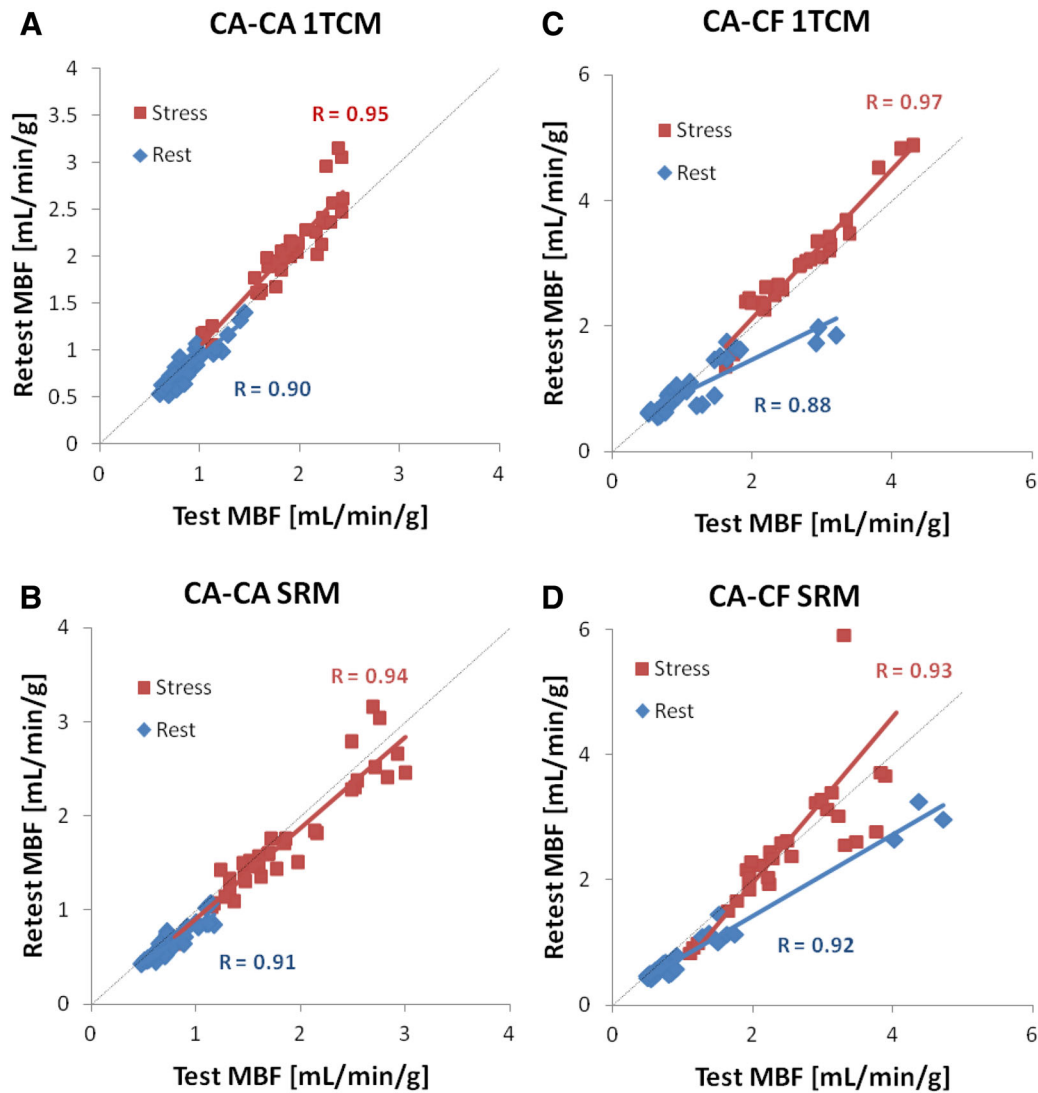 A
CA-CA 1TCM
4
3.5
3
2.5
2
1.5
1
0.5
0
Retest MBF [mL/min/g]
Stress
Rest
R = 0.95
R = 0.90
0 1 2 3 4
Test MBF [mL/min/g]
C
CA-CF 1TCM
6
4
2
0
Retest MBF [mL/min/g]
Stress
Rest
R = 0.97
R = 0.88
0 2 4 6
Test MBF [mL/min/g]
B
CA-CA SRM
4
3
2
1
0
Retest MBF [mL/min/g]
Stress
Rest
R = 0.94
R = 0.91
0 1 2 3 4
Test MBF [mL/min/g]
D
CA-CF SRM
6
4
2
0
Retest MBF [mL/min/g]
Stress
Rest
R = 0.93
R = 0.92
0 2 4 6
Test MBF [mL/min/g]